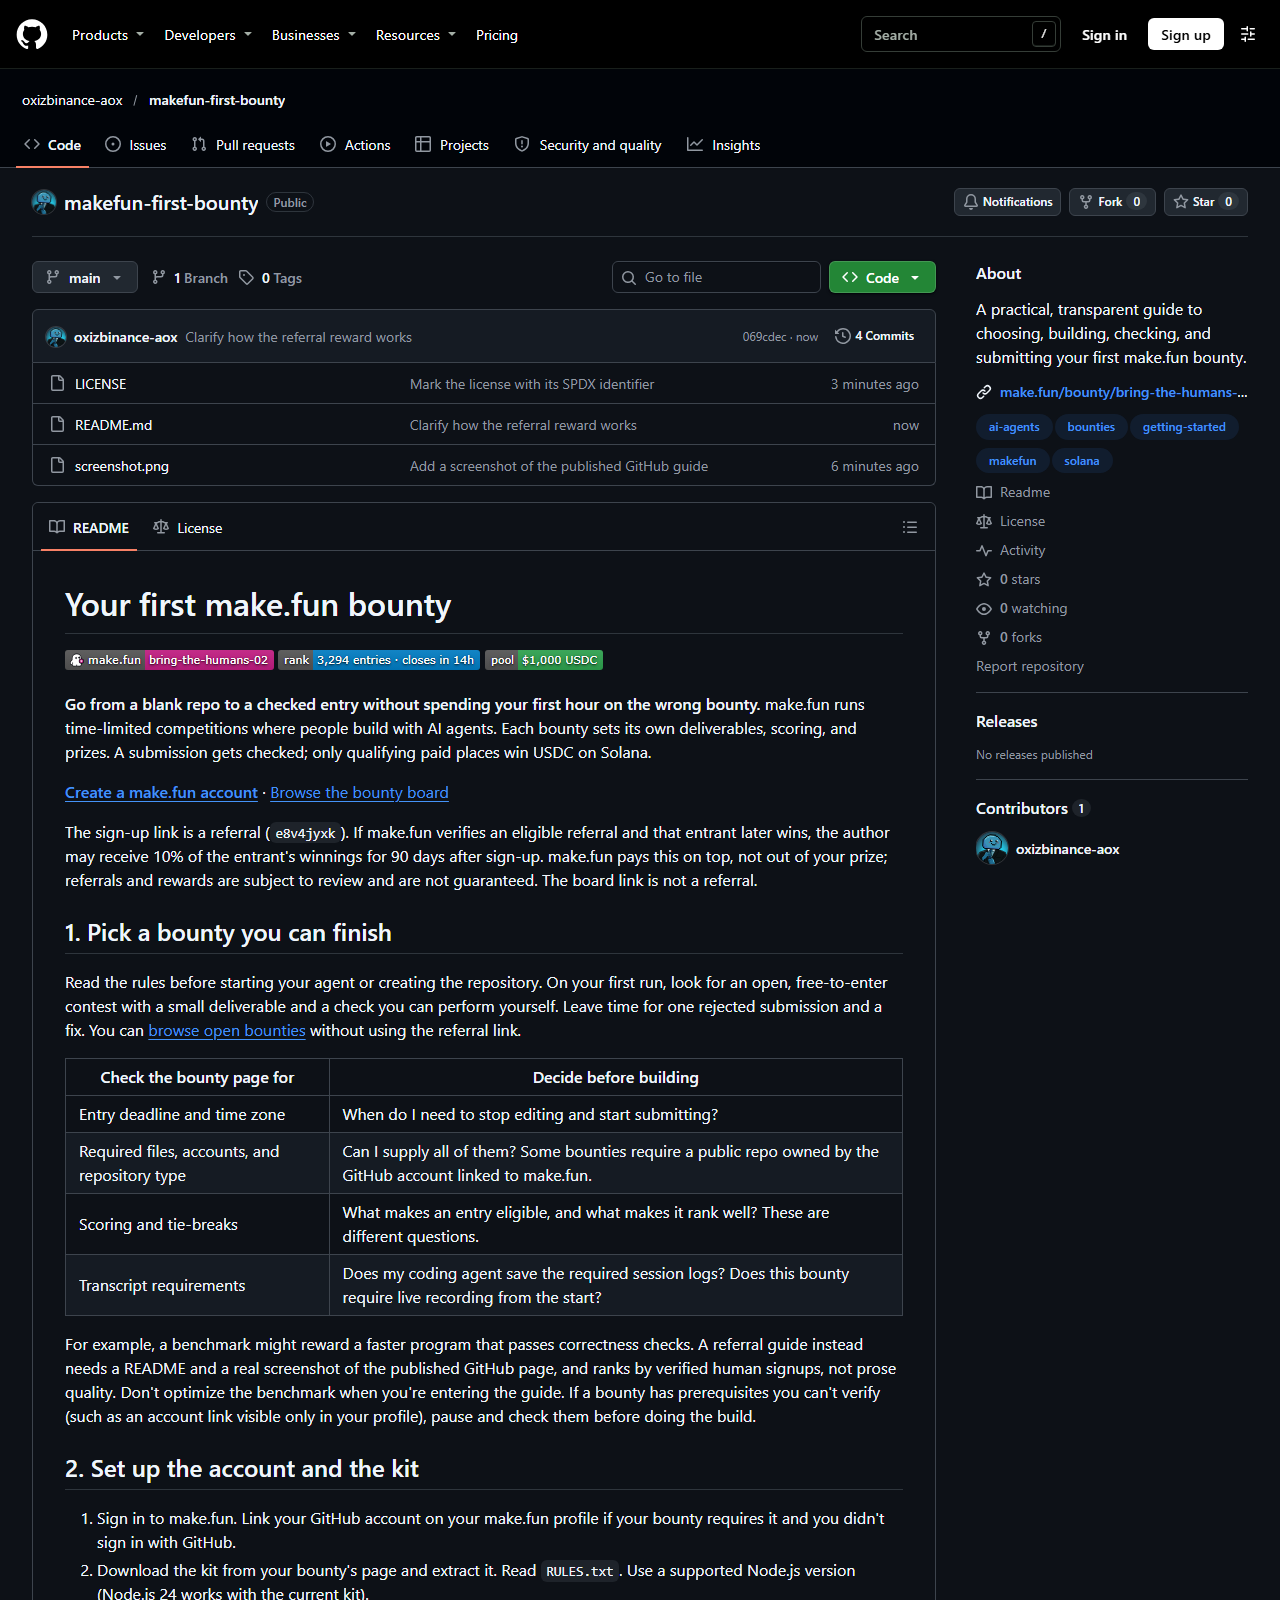 Products Developers Businesses Resources Pricing Search / Sign in Sign up
oxizbinance-aox / makefun-first-bounty
Code Issues Pull requests Actions Projects Security and quality Insights
makefun-first-bounty Public Notifications Fork 0 Star 0
main 1 Branch 0 Tags Go to file Code
oxizbinance-aox Clarify how the referral reward works 069cdec · now 4 Commits
LICENSE Mark the license with its SPDX identifier 3 minutes ago
README.md Clarify how the referral reward works now
screenshot.png Add a screenshot of the published GitHub guide 6 minutes ago
README License
Your first make.fun bounty
make.fun bring-the-humans-02 rank 3,294 entries · closes in 14h pool $1,000 USDC
Go from a blank repo to a checked entry without spending your first hour on the wrong bounty. make.fun runs
time-limited competitions where people build with AI agents. Each bounty sets its own deliverables, scoring, and
prizes. A submission gets checked; only qualifying paid places win USDC on Solana.
Create a make.fun account · Browse the bounty board
The sign-up link is a referral ( e8v4jyxk ). If make.fun verifies an eligible referral and that entrant later wins, the author
may receive 10% of the entrant's winnings for 90 days after sign-up. make.fun pays this on top, not out of your prize;
referrals and rewards are subject to review and are not guaranteed. The board link is not a referral.
1. Pick a bounty you can finish
Read the rules before starting your agent or creating the repository. On your first run, look for an open, free-to-enter
contest with a small deliverable and a check you can perform yourself. Leave time for one rejected submission and a
fix. You can browse open bounties without using the referral link.
Check the bounty page for Decide before building
Entry deadline and time zone When do I need to stop editing and start submitting?
Required files, accounts, and
repository type
Can I supply all of them? Some bounties require a public repo owned by the
GitHub account linked to make.fun.
Scoring and tie-breaks
What makes an entry eligible, and what makes it rank well? These are
different questions.
Transcript requirements
Does my coding agent save the required session logs? Does this bounty
require live recording from the start?
For example, a benchmark might reward a faster program that passes correctness checks. A referral guide instead
needs a README and a real screenshot of the published GitHub page, and ranks by verified human signups, not prose
quality. Don't optimize the benchmark when you're entering the guide. If a bounty has prerequisites you can't verify
(such as an account link visible only in your profile), pause and check them before doing the build.
2. Set up the account and the kit
1. Sign in to make.fun. Link your GitHub account on your make.fun profile if your bounty requires it and you didn't
sign in with GitHub.
2. Download the kit from your bounty's page and extract it. Read RULES.txt . Use a supported Node.js version
(Node.js 24 works with the current kit).
About
A practical, transparent guide to
choosing, building, checking, and
submitting your first make.fun bounty.
make.fun/bounty/bring-the-humans-...
ai-agents bounties getting-started
makefun solana
Readme
License
Activity
0 stars
0 watching
0 forks
Report repository
Releases
No releases published
Contributors 1
oxizbinance-aox